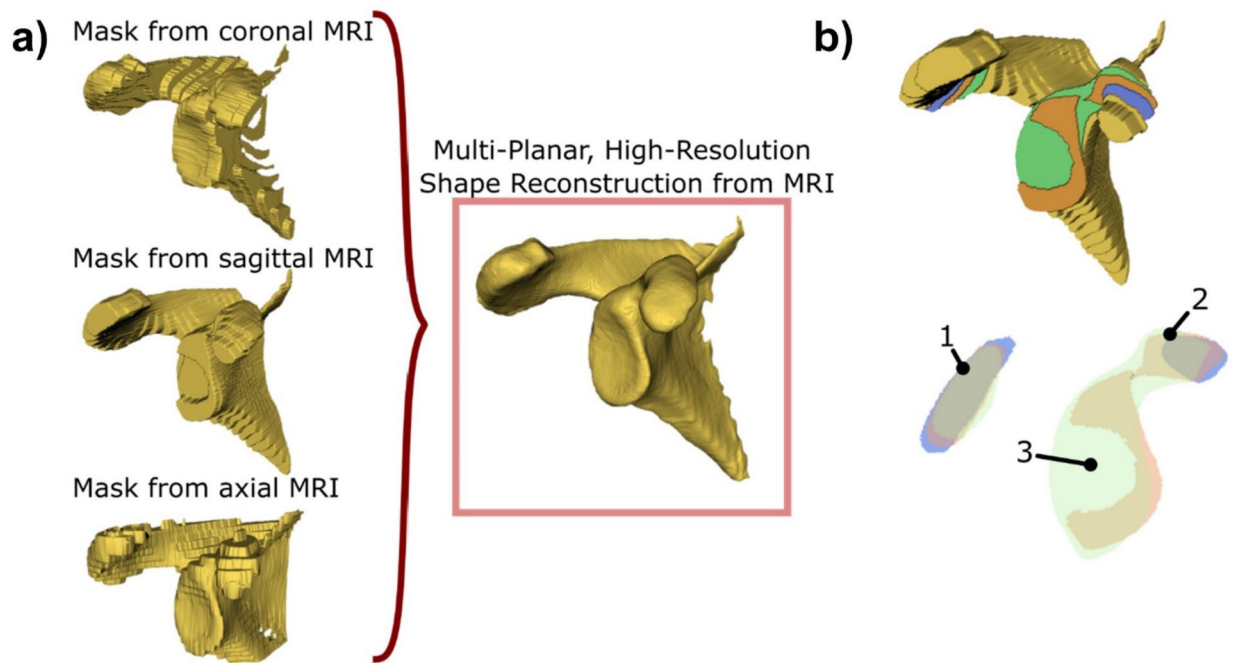 a)
Mask from coronal MRI
Mask from sagittal MRI
Mask from axial MRI
Multi-Planar, High-Resolution
Shape Reconstruction from MRI
b)
1
2
3